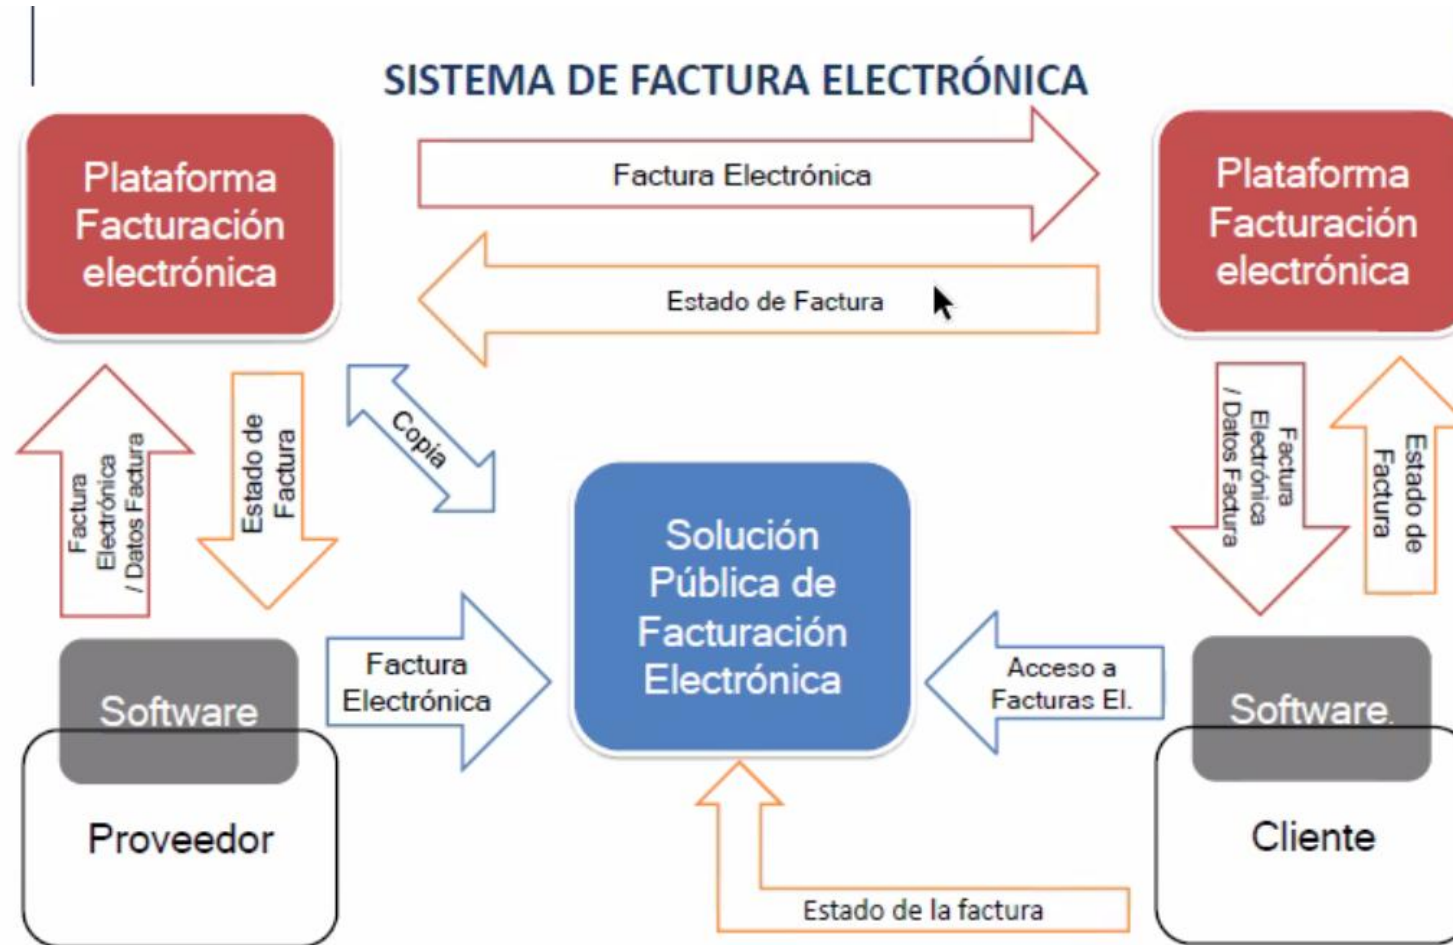 SISTEMA DE FACTURA ELECTRÓNICA
Plataforma
Facturación
electrónica
Factura Electrónica
Plataforma
Facturación
electrónica
Estado de Factura
Factura
Electrónica
/ Datos Factura
Estado de
Factura
Copia
Factura
Electrónica
/ Datos Factura
Estado de
Factura
Solución
Pública de
Facturación
Electrónica
Software
Factura
Electrónica
Acceso a
Facturas El.
Software.
Proveedor
Cliente
Estado de la factura